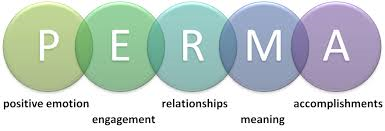 P E R M A
positive emotion relationships accomplishments
engagement meaning